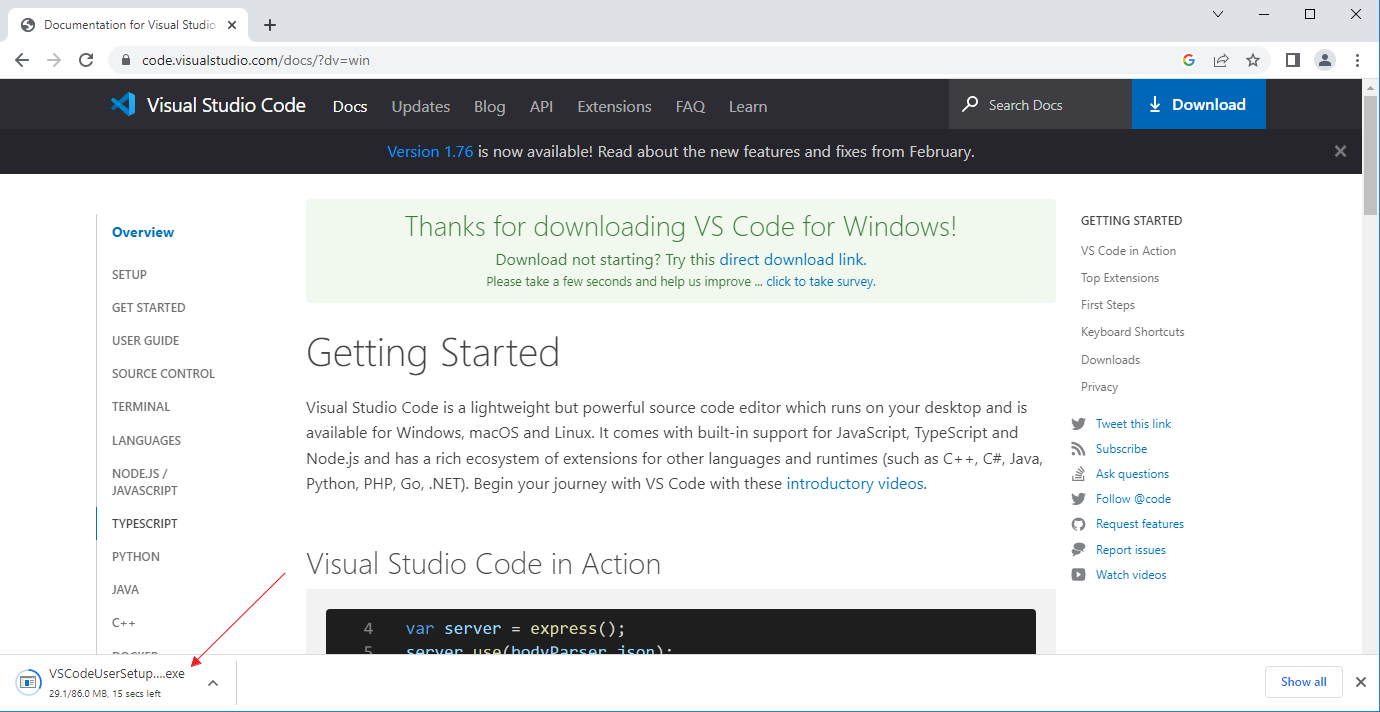 Documentation for Visual Studio
code.visualstudio.com/docs/?dv=win
Visual Studio Code
Docs
Updates
Blog
API
Extensions
FAQ
Learn
Search Docs
Download
Version 1.76 is now available! Read about the new features and fixes from February.
Overview
SETUP
GET STARTED
USER GUIDE
SOURCE CONTROL
TERMINAL
LANGUAGES
NODE.JS /
JAVASCRIPT
TYPESCRIPT
PYTHON
JAVA
C++
DOCKER
Thanks for downloading VS Code for Windows!
Download not starting? Try this direct download link.
Please take a few seconds and help us improve ... click to take survey.
Getting Started
Visual Studio Code is a lightweight but powerful source code editor which runs on your desktop and is
available for Windows, macOS and Linux. It comes with built-in support for JavaScript, TypeScript and
Node.js and has a rich ecosystem of extensions for other languages and runtimes (such as C++, C#, Java,
Python, PHP, Go, .NET). Begin your journey with VS Code with these introductory videos.
Visual Studio Code in Action
4 var server = express();
5 server.use(bodyParser.json);
GETTING STARTED
VS Code in Action
Top Extensions
First Steps
Keyboard Shortcuts
Downloads
Privacy
Tweet this link
Subscribe
Ask questions
Follow @code
Request features
Report issues
Watch videos
VSCodeUserSetup....exe
29.1/86.0 MB, 15 secs left
Show all